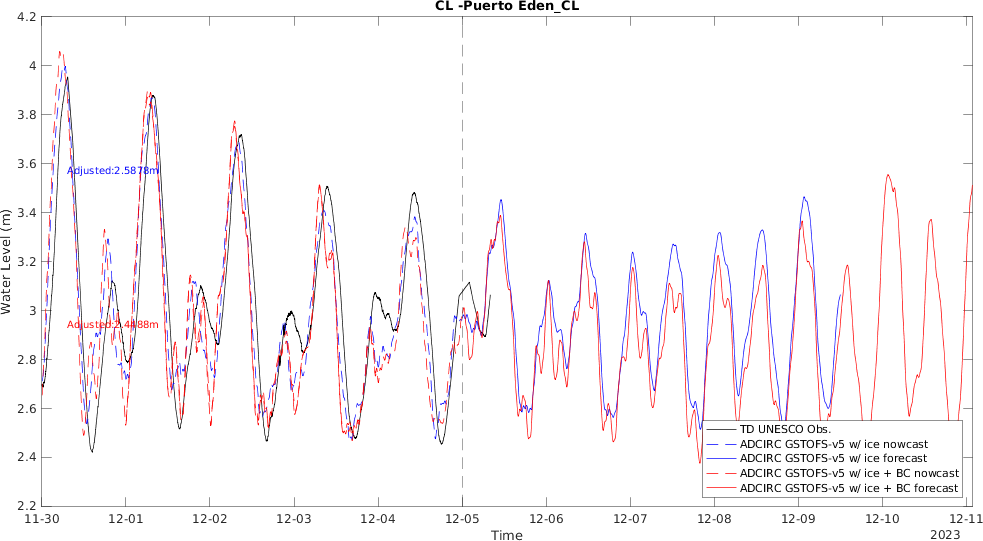 CL -Puerto Eden_CL
4.2
4
3.8
3.6
3.4
3.2
3
2.8
2.6
2.4
2.2
Water Level (m)
Adjusted:2.5878m
11-30
12-01
12-02
12-03
12-04
12-05
12-06
12-07
12-08
12-09
12-10
12-11
Time
2023
TD UNESCO Obs.
ADCIRC GSTOFS-v5 w/ ice nowcast
ADCIRC GSTOFS-v5 w/ ice forecast
ADCIRC GSTOFS-v5 w/ ice + BC nowcast
ADCIRC GSTOFS-v5 w/ ice + BC forecast